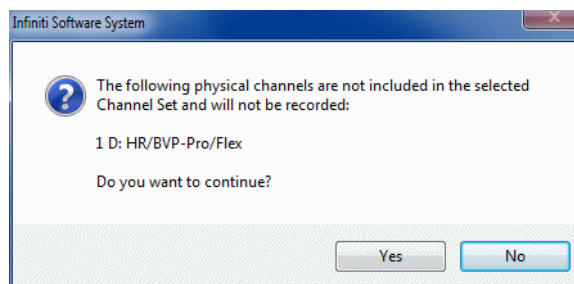 Infiniti Software System
The following physical channels are not included in the selected
Channel Set and will not be recorded:
1 D: HR/BVP-Pro/Flex
Do you want to continue?
Yes No